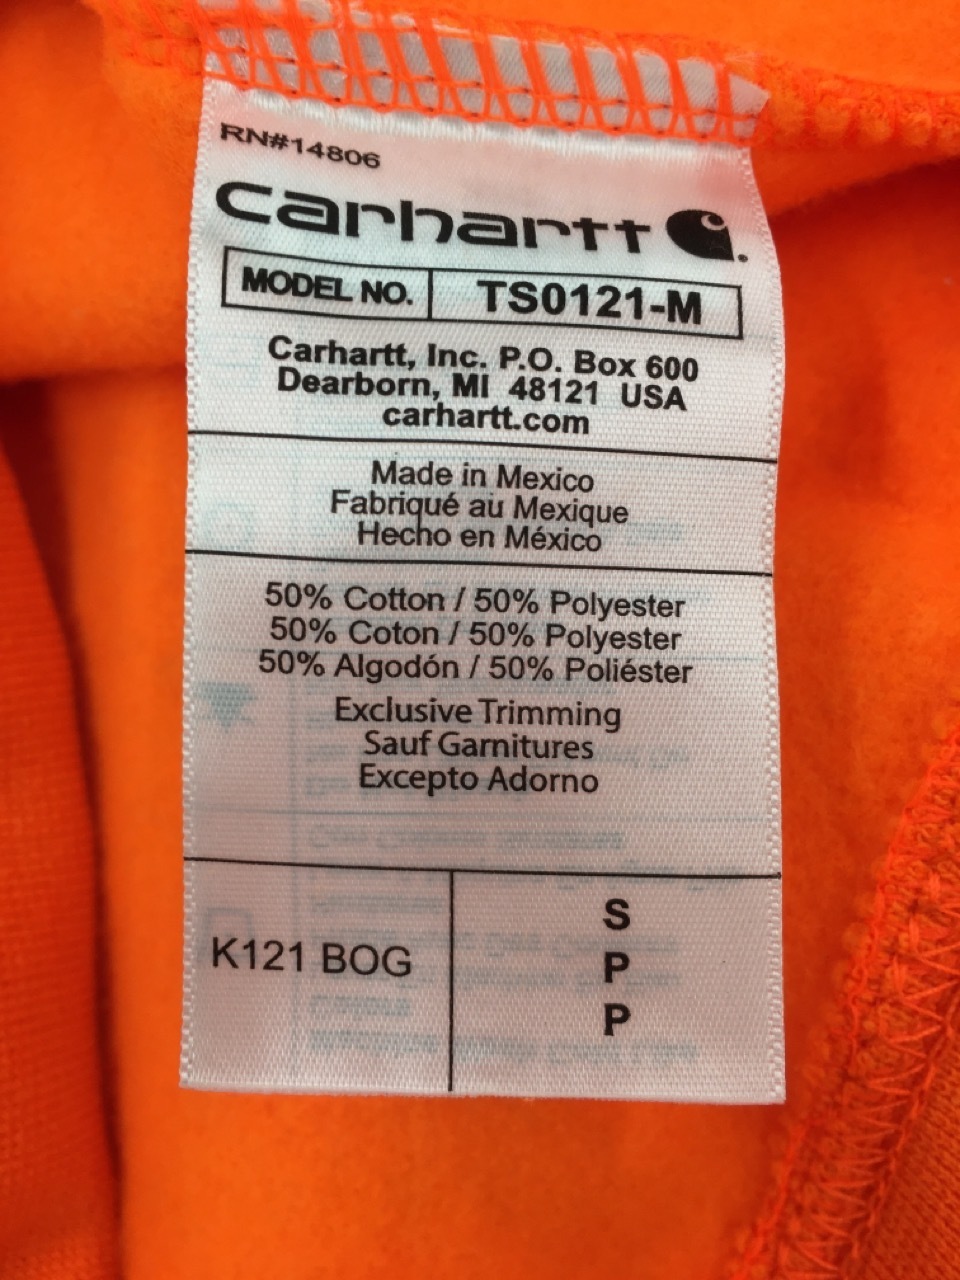 RN#14806
carhartt
MODEL NO. TS0121-M
Carhartt, Inc. P.O. Box 600
Dearborn, MI 48121 USA
carhartt.com
Made in Mexico
Fabriqué au Mexique
Hecho en México
50% Cotton / 50% Polyester
50% Coton / 50% Polyester
50% Algodón / 50% Poliéster
Exclusive Trimming
Sauf Garnitures
Excepto Adorno
K121 BOG
S
P
P